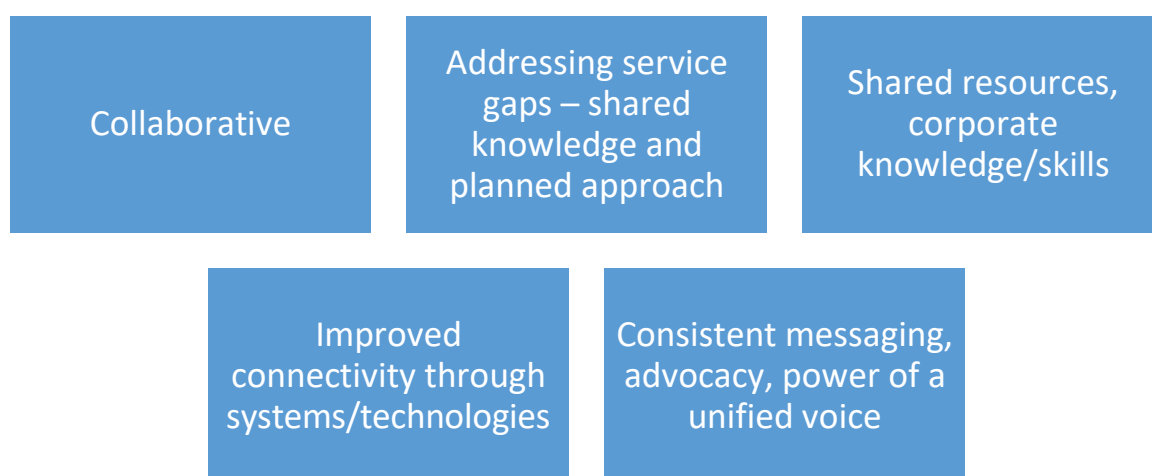 Collaborative
Addressing service
gaps – shared
knowledge and
planned approach
Shared resources,
corporate
knowledge/skills
Improved
connectivity through
systems/technologies
Consistent messaging,
advocacy, power of a
unified voice